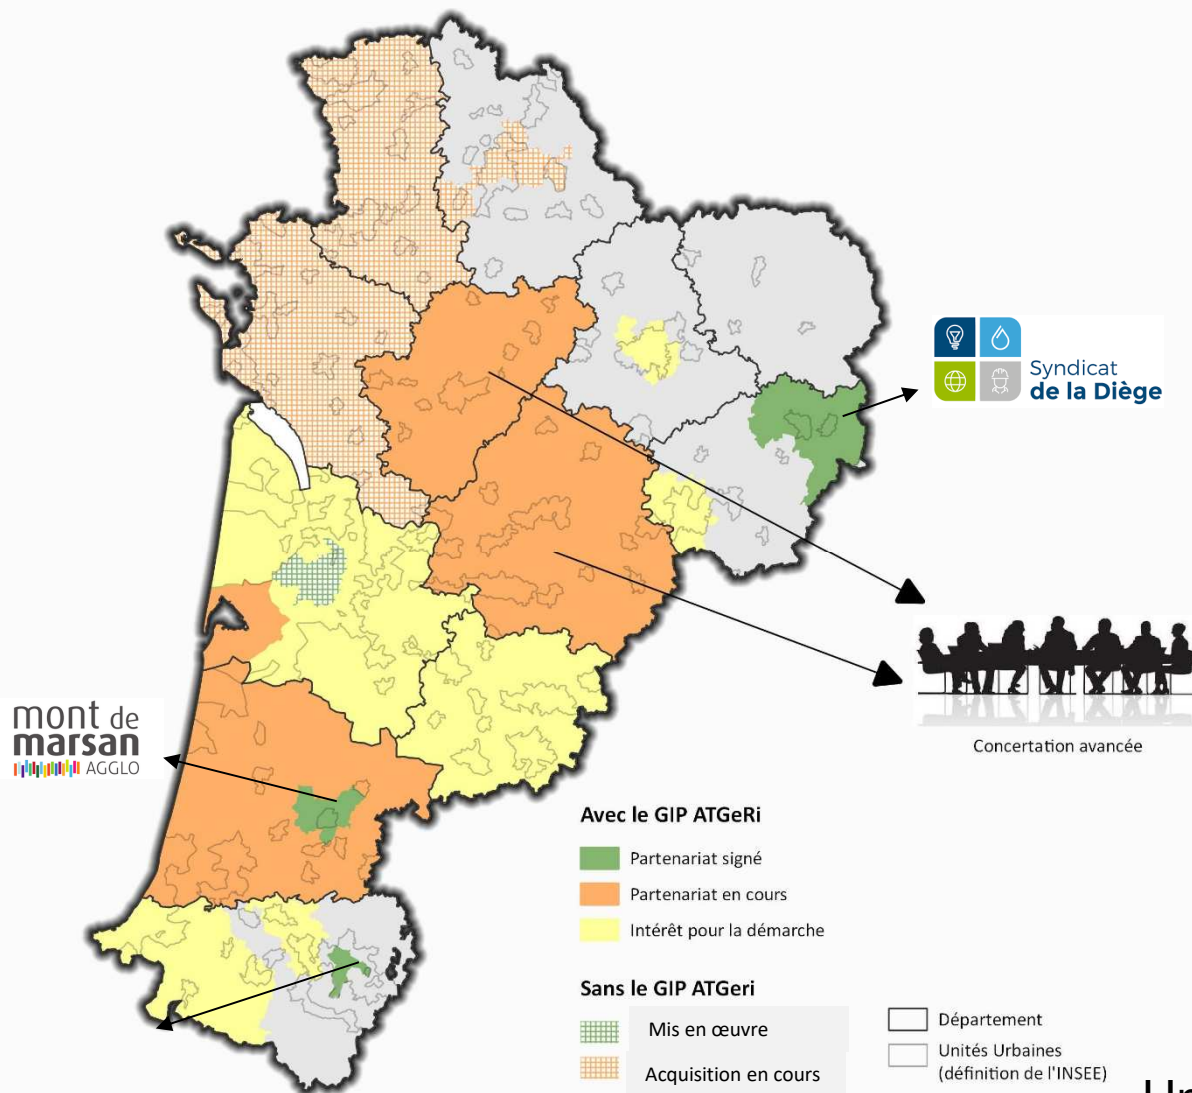 Syndicat
de la Diège
mont de
marsan
AGGLO
Concertation avancée
Avec le GIP ATGeRi
Partenariat signé
Partenariat en cours
Intérêt pour la démarche
Sans le GIP ATGeri
Mis en œuvre
Acquisition en cours
Département
Unités Urbaines
(définition de l'INSEE)